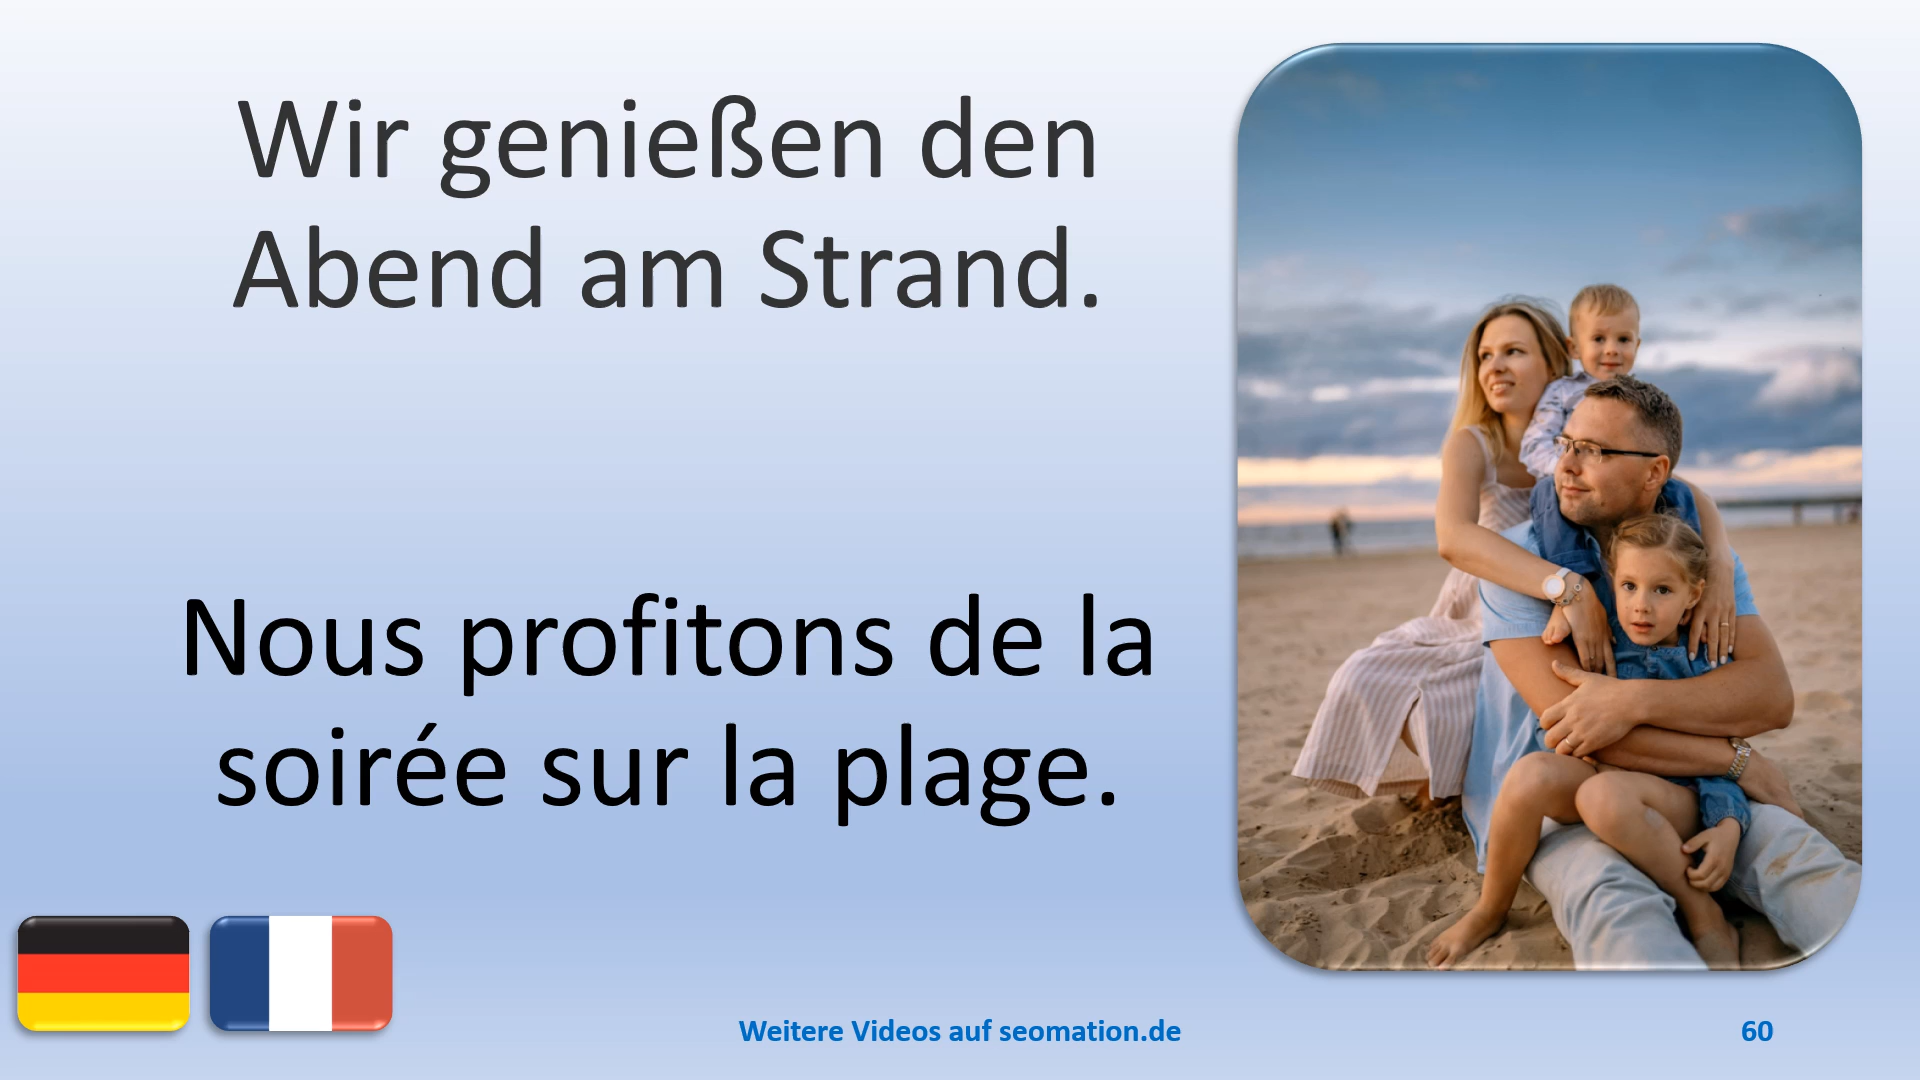 Wir genießen den
Abend am Strand.
Nous profitons de la
soirée sur la plage.
Weitere Videos auf seomation.de
60